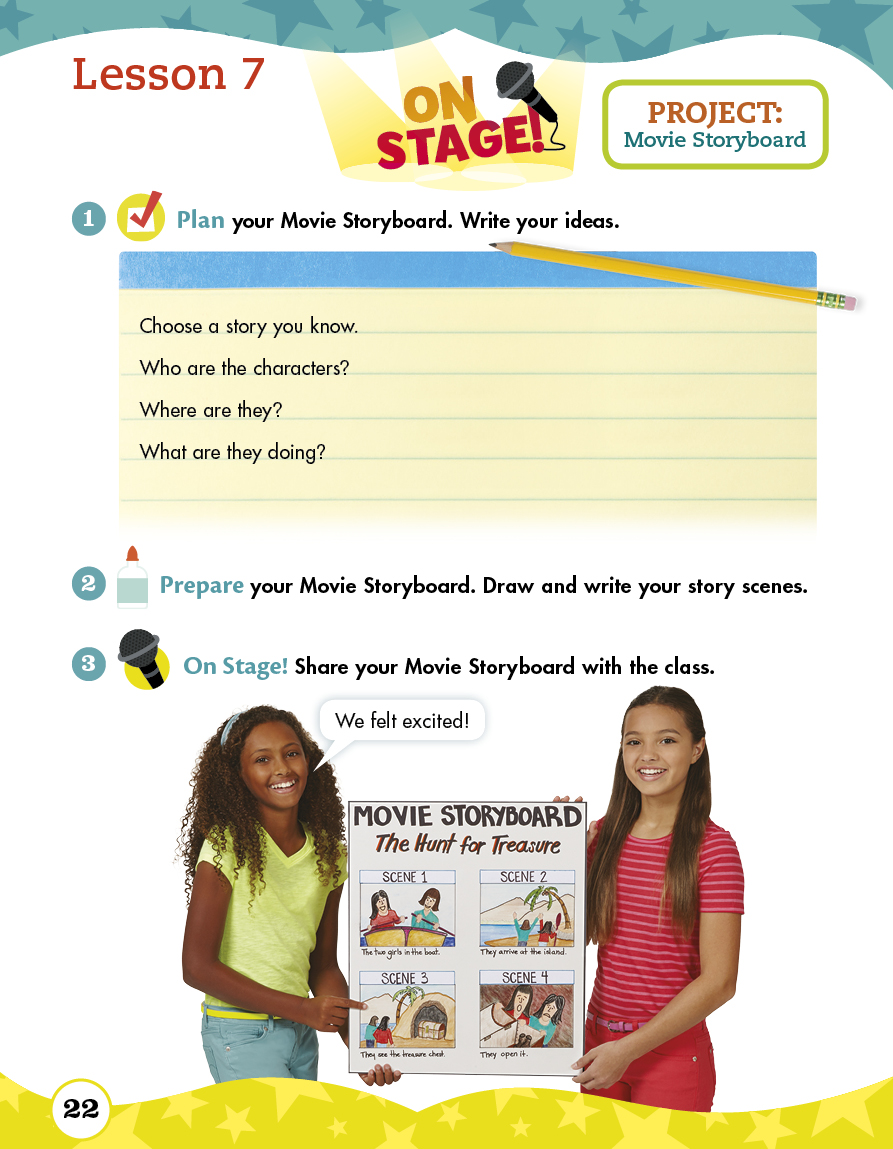 Lesson 7
ON
STAGE!
PROJECT:
Movie Storyboard
1 Plan your Movie Storyboard. Write your ideas.
Choose a story you know.
Who are the characters?
Where are they?
What are they doing?
2 Prepare your Movie Storyboard. Draw and write your story scenes.
3 On Stage! Share your Movie Storyboard with the class.
We felt excited!
MOVIE STORYBOARD
The Hunt for Treasure
SCENE 1
The two girls in the boat.
SCENE 2
They arrive at the island.
SCENE 3
They see the treasure chest.
SCENE 4
They open it.
22